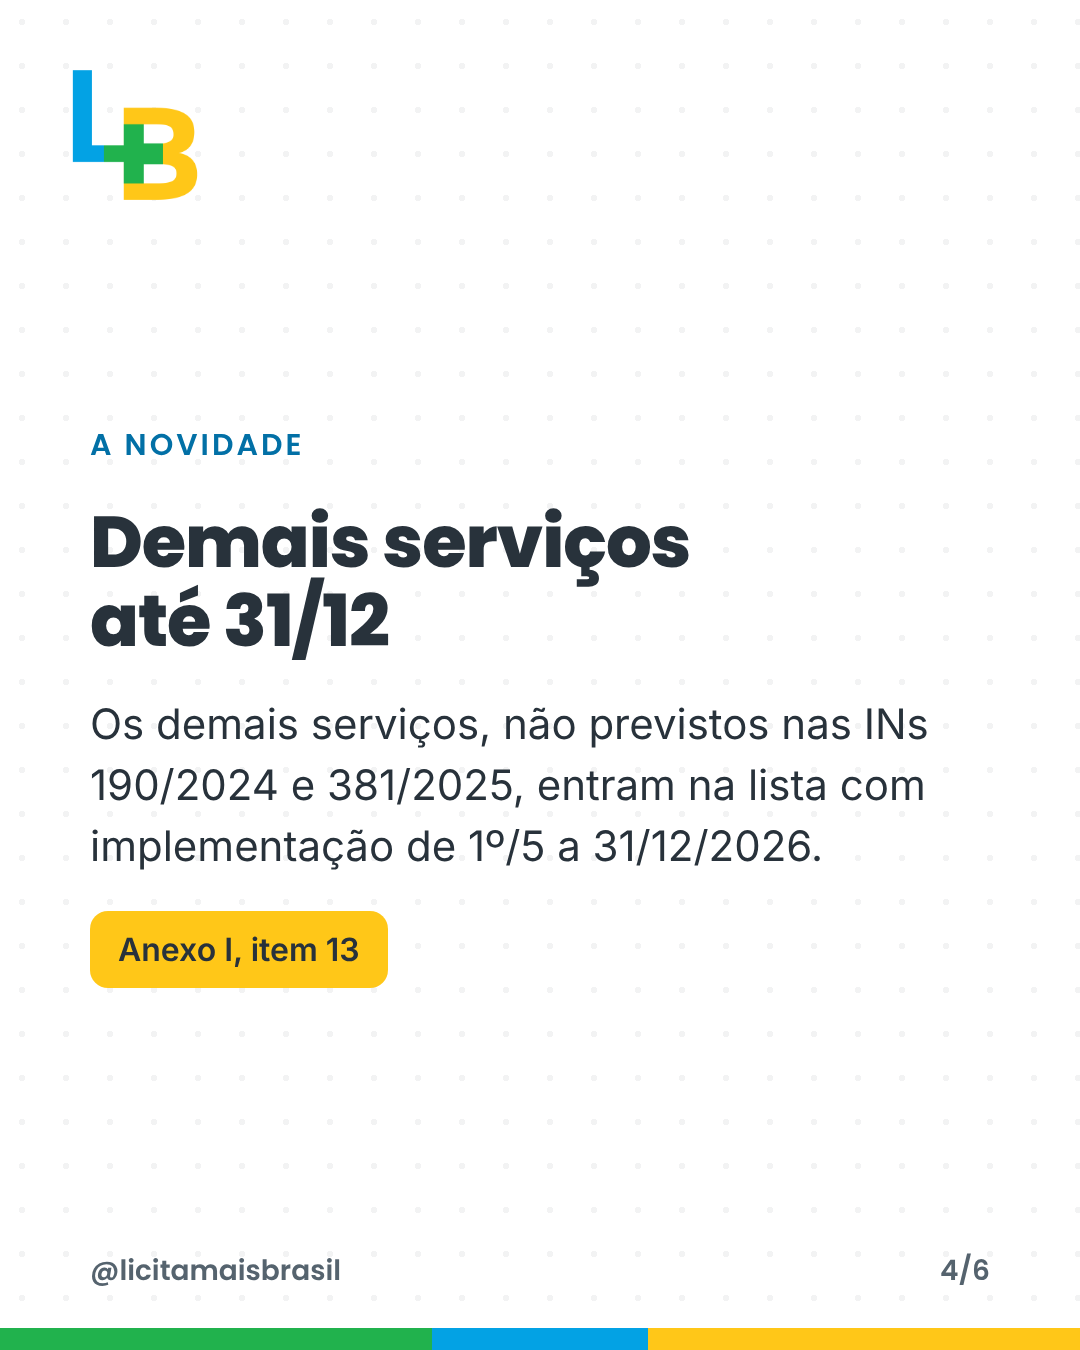 L+B
A NOVIDADE
Demais serviços
até 31/12
Os demais serviços, não previstos nas INs
190/2024 e 381/2025, entram na lista com
implementação de 1º/5 a 31/12/2026.
Anexo I, item 13
@licitamaisbrasil
4/6